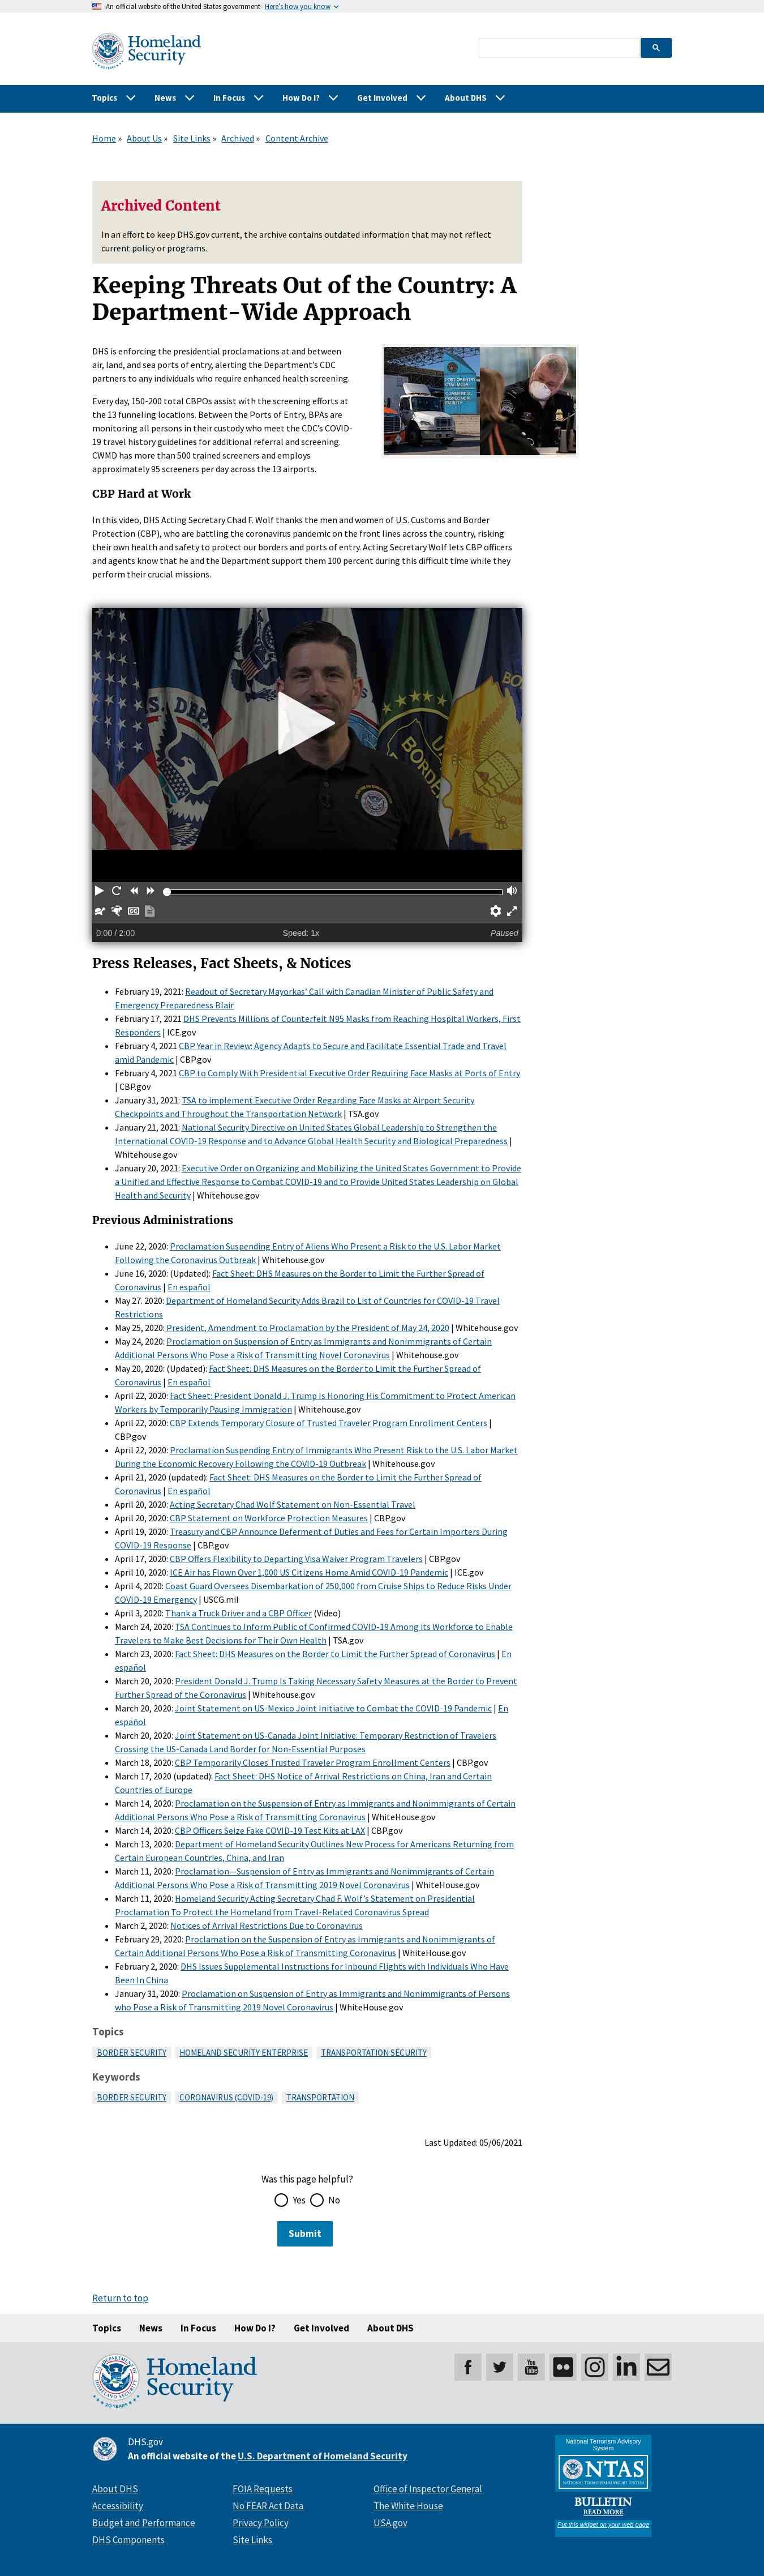 An official website of the United States government Here's how you know
Homeland
Security
Topics News In Focus How Do I? Get Involved About DHS
Home » About Us » Site Links » Archived » Content Archive
Archived Content
In an effort to keep DHS.gov current, the archive contains outdated information that may not reflect
current policy or programs.
Keeping Threats Out of the Country: A
Department-Wide Approach
DHS is enforcing the presidential proclamations at and between
air, land, and sea ports of entry, alerting the Department's CDC
partners to any individuals who require enhanced health screening.
Every day, 150-200 total CBPOs assist with the screening efforts at
the 13 funneling locations. Between the Ports of Entry, BPAs are
monitoring all persons in their custody who meet the CDC's COVID-
19 travel history guidelines for additional referral and screening.
CWMD has more than 500 trained screeners and employs
approximately 95 screeners per day across the 13 airports.
CBP Hard at Work
In this video, DHS Acting Secretary Chad F. Wolf thanks the men and women of U.S. Customs and Border
Protection (CBP), who are battling the coronavirus pandemic on the front lines across the country, risking
their own health and safety to protect our borders and ports of entry. Acting Secretary Wolf lets CBP officers
and agents know that he and the Department support them 100 percent during this difficult time while they
perform their crucial missions.
BORDER
0:00 / 2:00 Speed: 1x Paused
Press Releases, Fact Sheets, & Notices
February 19, 2021: Readout of Secretary Mayorkas' Call with Canadian Minister of Public Safety and
Emergency Preparedness Blair
February 17, 2021 DHS Prevents Millions of Counterfeit N95 Masks from Reaching Hospital Workers, First
Responders | ICE.gov
February 4, 2021 CBP Year in Review: Agency Adapts to Secure and Facilitate Essential Trade and Travel
amid Pandemic | CBP.gov
February 4, 2021 CBP to Comply With Presidential Executive Order Requiring Face Masks at Ports of Entry
| CBP.gov
January 31, 2021: TSA to implement Executive Order Regarding Face Masks at Airport Security
Checkpoints and Throughout the Transportation Network | TSA.gov
January 21, 2021: National Security Directive on United States Global Leadership to Strengthen the
International COVID-19 Response and to Advance Global Health Security and Biological Preparedness |
Whitehouse.gov
January 20, 2021: Executive Order on Organizing and Mobilizing the United States Government to Provide
a Unified and Effective Response to Combat COVID-19 and to Provide United States Leadership on Global
Health and Security | Whitehouse.gov
Previous Administrations
June 22, 2020: Proclamation Suspending Entry of Aliens Who Present a Risk to the U.S. Labor Market
Following the Coronavirus Outbreak | Whitehouse.gov
June 16, 2020: (Updated): Fact Sheet: DHS Measures on the Border to Limit the Further Spread of
Coronavirus | En español
May 27. 2020: Department of Homeland Security Adds Brazil to List of Countries for COVID-19 Travel
Restrictions
May 25, 2020: President, Amendment to Proclamation by the President of May 24, 2020 | Whitehouse.gov
May 24, 2020: Proclamation on Suspension of Entry as Immigrants and Nonimmigrants of Certain
Additional Persons Who Pose a Risk of Transmitting Novel Coronavirus | Whitehouse.gov
May 20, 2020: (Updated): Fact Sheet: DHS Measures on the Border to Limit the Further Spread of
Coronavirus | En español
April 22, 2020: Fact Sheet: President Donald J. Trump Is Honoring His Commitment to Protect American
Workers by Temporarily Pausing Immigration | Whitehouse.gov
April 22, 2020: CBP Extends Temporary Closure of Trusted Traveler Program Enrollment Centers |
CBP.gov
April 22, 2020: Proclamation Suspending Entry of Immigrants Who Present Risk to the U.S. Labor Market
During the Economic Recovery Following the COVID-19 Outbreak | Whitehouse.gov
April 21, 2020 (updated): Fact Sheet: DHS Measures on the Border to Limit the Further Spread of
Coronavirus | En español
April 20, 2020: Acting Secretary Chad Wolf Statement on Non-Essential Travel
April 20, 2020: CBP Statement on Workforce Protection Measures | CBP.gov
April 19, 2020: Treasury and CBP Announce Deferment of Duties and Fees for Certain Importers During
COVID-19 Response | CBP.gov
April 17, 2020: CBP Offers Flexibility to Departing Visa Waiver Program Travelers | CBP.gov
April 10, 2020: ICE Air has Flown Over 1,000 US Citizens Home Amid COVID-19 Pandemic | ICE.gov
April 4, 2020: Coast Guard Oversees Disembarkation of 250,000 from Cruise Ships to Reduce Risks Under
COVID-19 Emergency | USCG.mil
April 3, 2020: Thank a Truck Driver and a CBP Officer (Video)
March 24, 2020: TSA Continues to Inform Public of Confirmed COVID-19 Among its Workforce to Enable
Travelers to Make Best Decisions for Their Own Health | TSA.gov
March 23, 2020: Fact Sheet: DHS Measures on the Border to Limit the Further Spread of Coronavirus | En
español
March 20, 2020: President Donald J. Trump Is Taking Necessary Safety Measures at the Border to Prevent
Further Spread of the Coronavirus | Whitehouse.gov
March 20, 2020: Joint Statement on US-Mexico Joint Initiative to Combat the COVID-19 Pandemic | En
español
March 20, 2020: Joint Statement on US-Canada Joint Initiative: Temporary Restriction of Travelers
Crossing the US-Canada Land Border for Non-Essential Purposes
March 18, 2020: CBP Temporarily Closes Trusted Traveler Program Enrollment Centers | CBP.gov
March 17, 2020 (updated): Fact Sheet: DHS Notice of Arrival Restrictions on China, Iran and Certain
Countries of Europe
March 14, 2020: Proclamation on the Suspension of Entry as Immigrants and Nonimmigrants of Certain
Additional Persons Who Pose a Risk of Transmitting Coronavirus | WhiteHouse.gov
March 14, 2020: CBP Officers Seize Fake COVID-19 Test Kits at LAX | CBP.gov
March 13, 2020: Department of Homeland Security Outlines New Process for Americans Returning from
Certain European Countries, China, and Iran
March 11, 2020: Proclamation—Suspension of Entry as Immigrants and Nonimmigrants of Certain
Additional Persons Who Pose a Risk of Transmitting 2019 Novel Coronavirus | WhiteHouse.gov
March 11, 2020: Homeland Security Acting Secretary Chad F. Wolf's Statement on Presidential
Proclamation To Protect the Homeland from Travel-Related Coronavirus Spread
March 2, 2020: Notices of Arrival Restrictions Due to Coronavirus
February 29, 2020: Proclamation on the Suspension of Entry as Immigrants and Nonimmigrants of
Certain Additional Persons Who Pose a Risk of Transmitting Coronavirus | WhiteHouse.gov
February 2, 2020: DHS Issues Supplemental Instructions for Inbound Flights with Individuals Who Have
Been In China
January 31, 2020: Proclamation on Suspension of Entry as Immigrants and Nonimmigrants of Persons
who Pose a Risk of Transmitting 2019 Novel Coronavirus | WhiteHouse.gov
Topics
BORDER SECURITY HOMELAND SECURITY ENTERPRISE TRANSPORTATION SECURITY
Keywords
BORDER SECURITY CORONAVIRUS (COVID-19) TRANSPORTATION
Last Updated: 05/06/2021
Was this page helpful?
Yes No
Submit
Return to top
Topics News In Focus How Do I? Get Involved About DHS
Homeland
Security
DHS.gov
An official website of the U.S. Department of Homeland Security
About DHS FOIA Requests Office of Inspector General
Accessibility No FEAR Act Data The White House
Budget and Performance Privacy Policy USA.gov
DHS Components Site Links
National Terrorism Advisory
System
NTAS
NATIONAL TERRORISM ADVISORY SYSTEM
BULLETIN
READ MORE
Put this widget on your web page